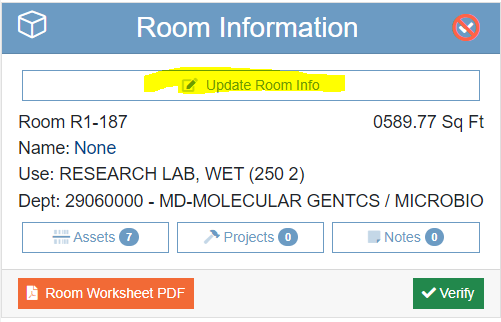 Room Information
Update Room Info
Room R1-187 0589.77 Sq Ft
Name: None
Use: RESEARCH LAB, WET (250 2)
Dept: 29060000 - MD-MOLECULAR GENTCS / MICROBIO
Assets 7 Projects 0 Notes 0
Room Worksheet PDF Verify